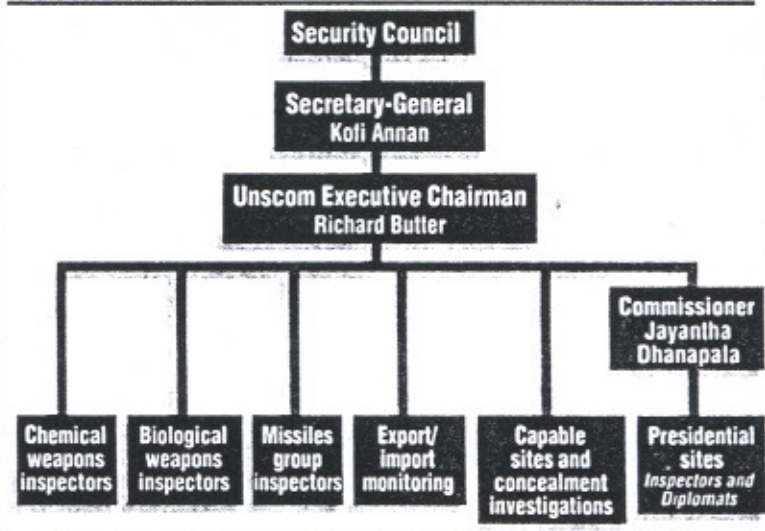 Security Council
Secretary-General
Kofi Annan
Unscom Executive Chairman
Richard Butter
Commissioner
Jayantha
Dhanapala
Chemical
weapons
inspectors
Biological
weapons
inspectors
Missiles
group
inspectors
Export/
import
monitoring
Capable
sites and
concealment
investigations
Presidential
sites
Inspectors and
Diplomats